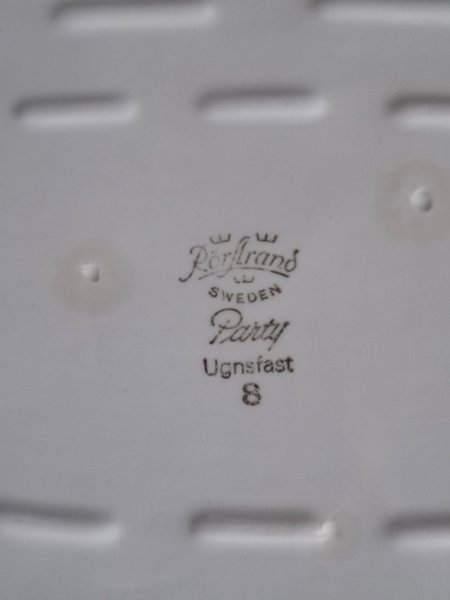 Rörstrand
SWEDEN
Party
Ugnsfast
8